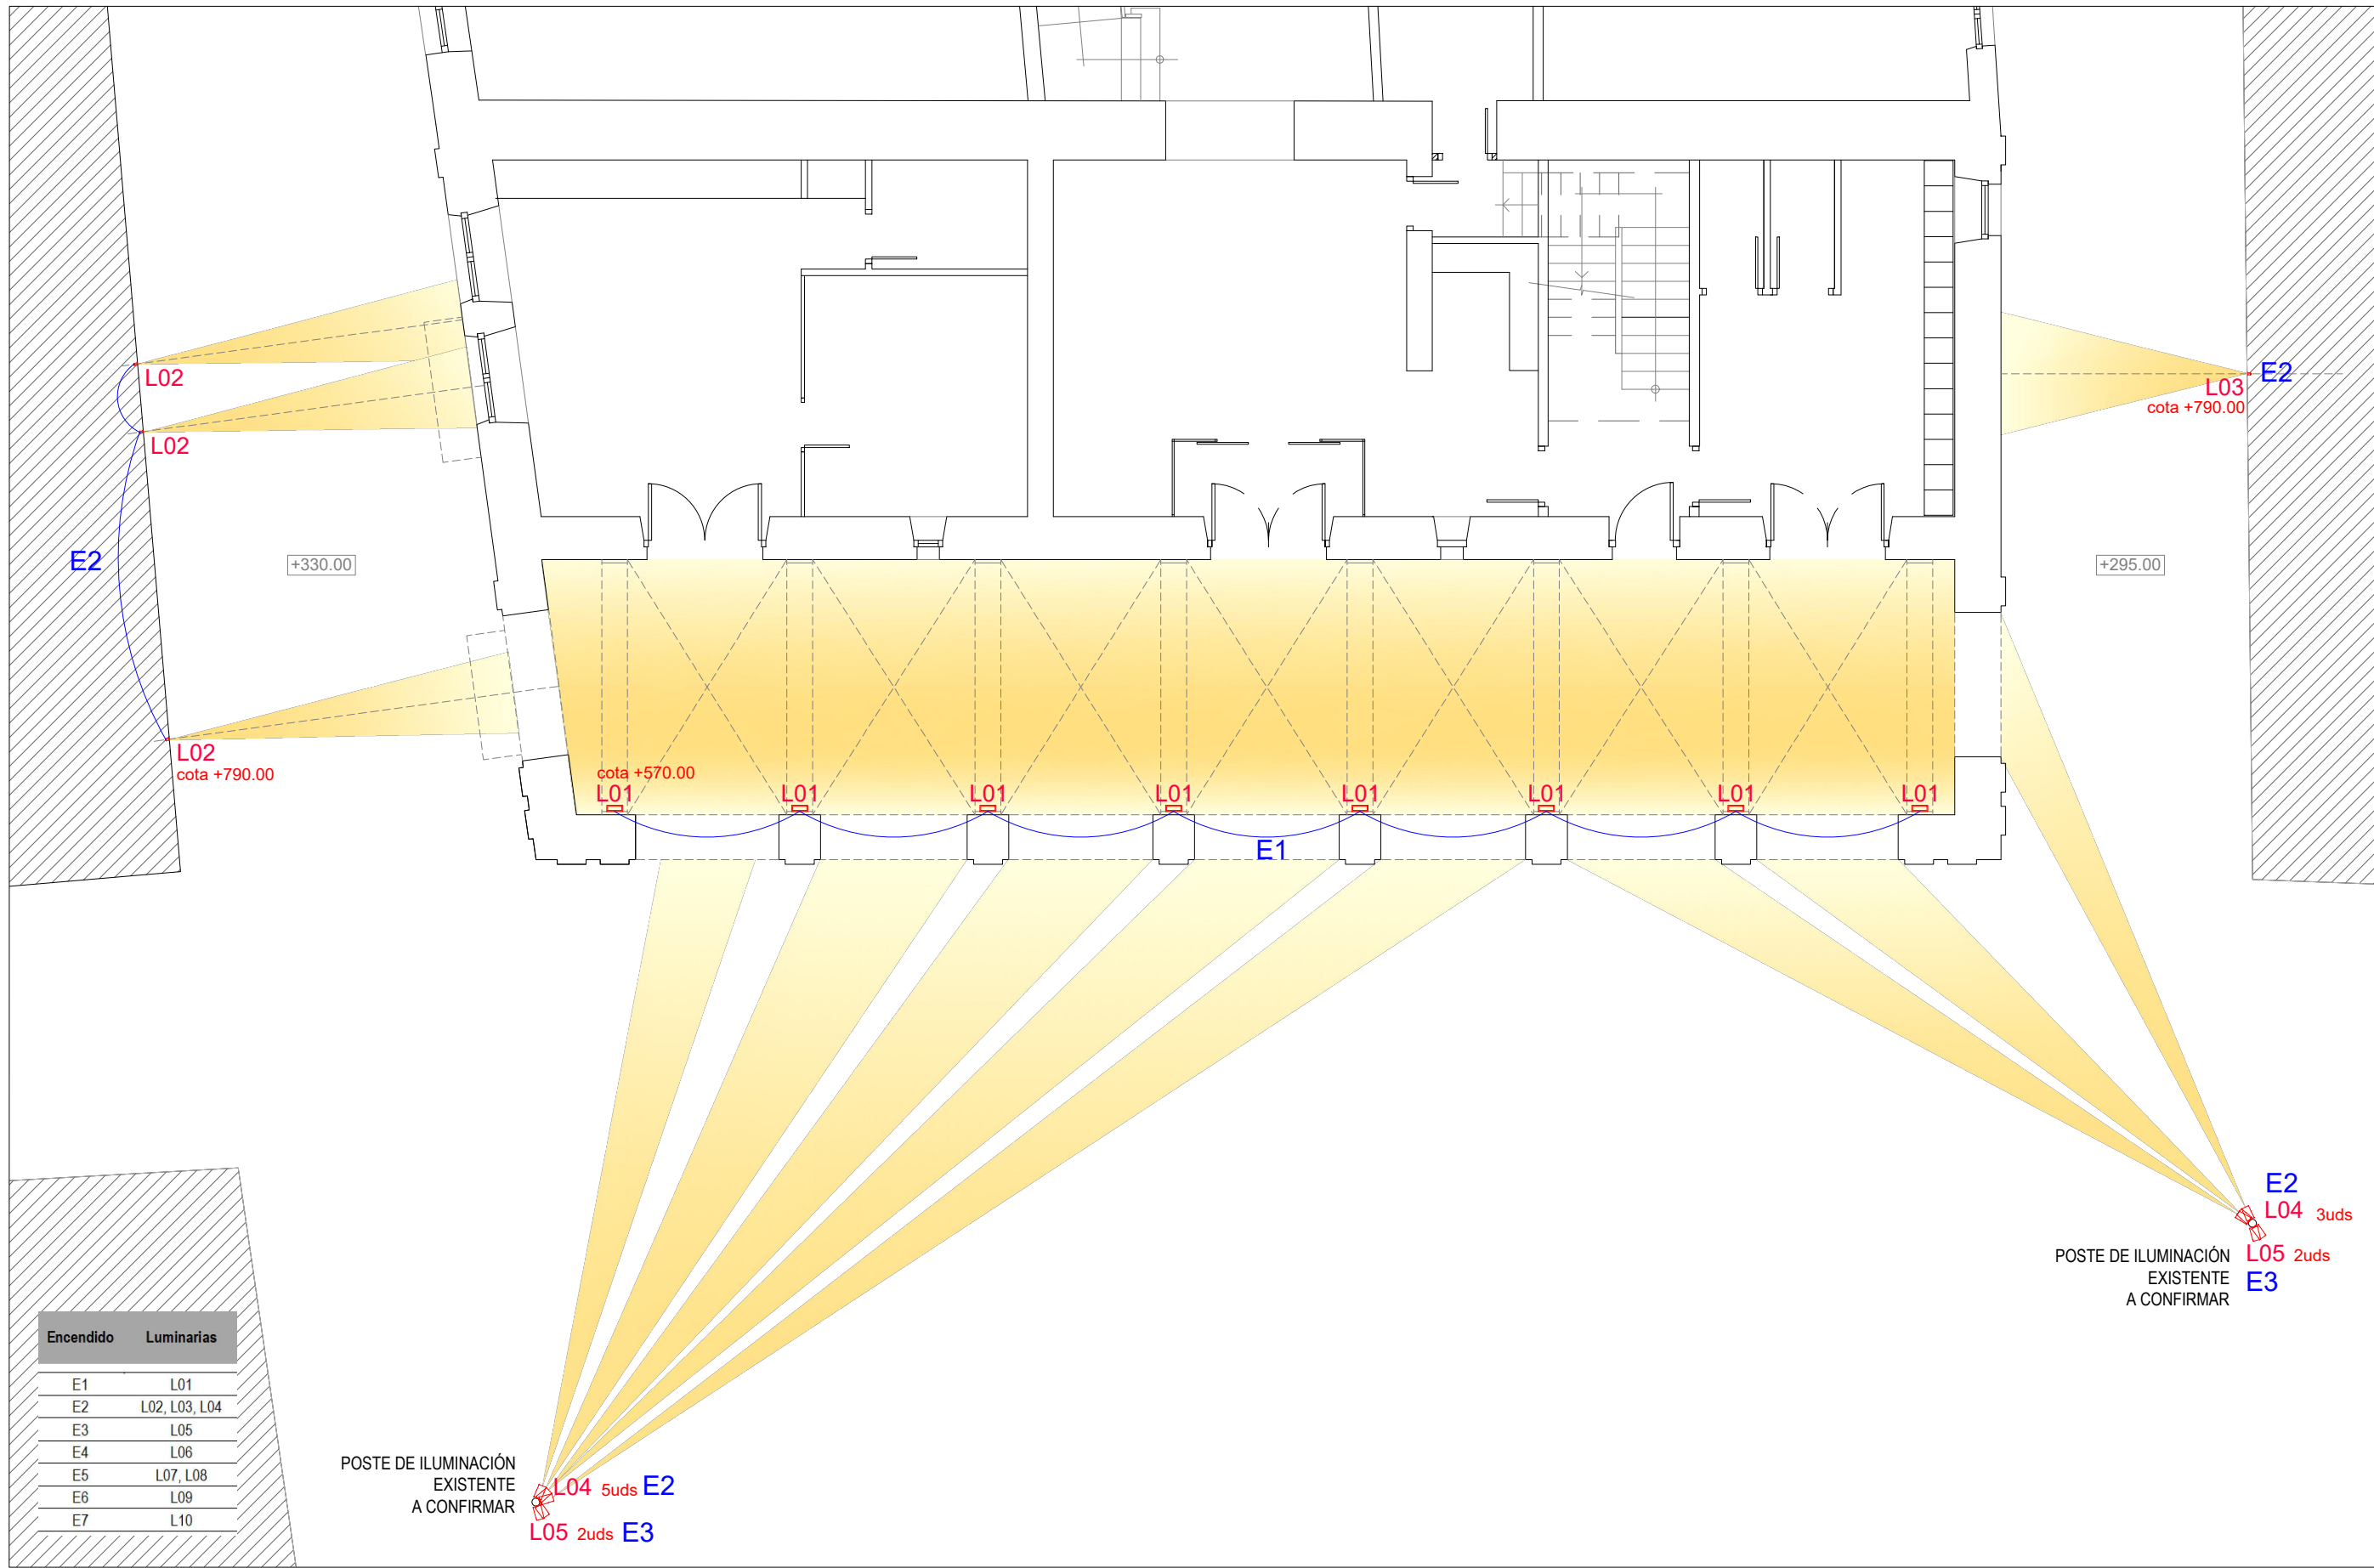 L02
L02
E2
L03
cota +790.00
E2
+330.00
+295.00
L02
cota +790.00
cota +570.00
L01
L01
L01
L01
L01
L01
L01
L01
E1
E2
L04 3uds
L05 2uds
E3
POSTE DE ILUMINACIÓN
EXISTENTE
A CONFIRMAR
Encendido Luminarias
E1 L01
E2 L02, L03, L04
E3 L05
E4 L06
E5 L07, L08
E6 L09
E7 L10
POSTE DE ILUMINACIÓN
EXISTENTE
A CONFIRMAR
L04 5uds E2
L05 2uds E3